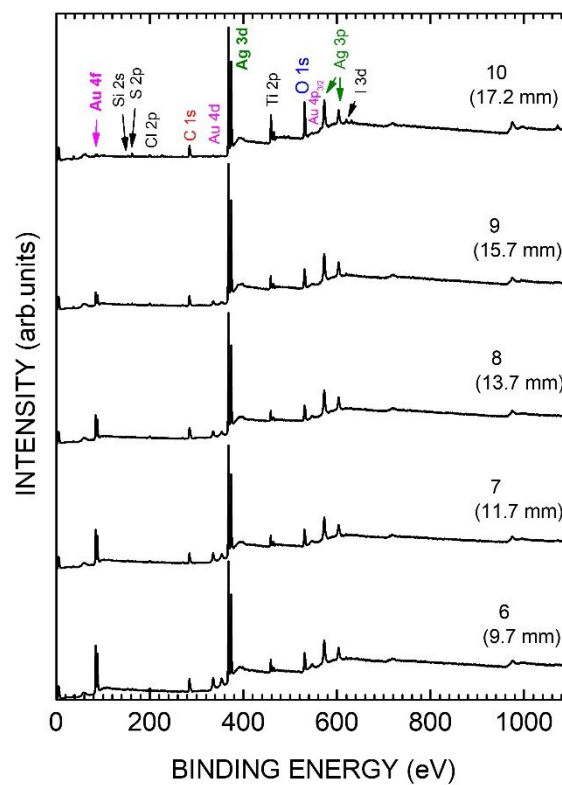 Au 4f
Si 2s
S 2p
Cl 2p
C 1s
Au 4d
Ag 3d
Ti 2p
O 1s
Au 4p3/2
Ag 3p
I 3d
10
(17.2 mm)
9
(15.7 mm)
8
(13.7 mm)
7
(11.7 mm)
6
(9.7 mm)
INTENSITY (arb.units)
0 200 400 600 800 1000
BINDING ENERGY (eV)